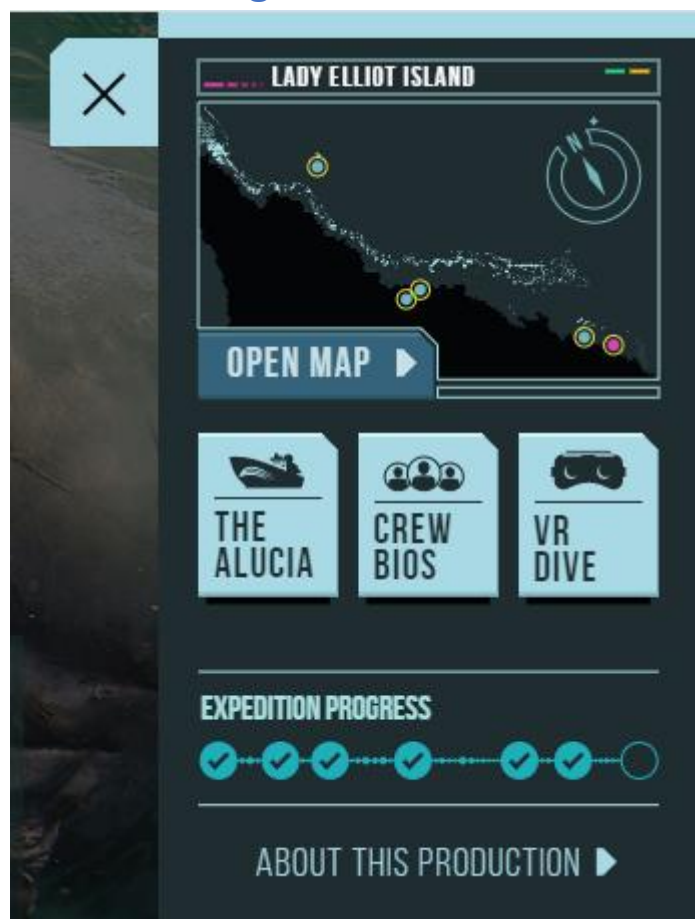 LADY ELLIOT ISLAND
N
OPEN MAP
THE
ALUCIA
CREW
BIOS
VR
DIVE
EXPEDITION PROGRESS
ABOUT THIS PRODUCTION